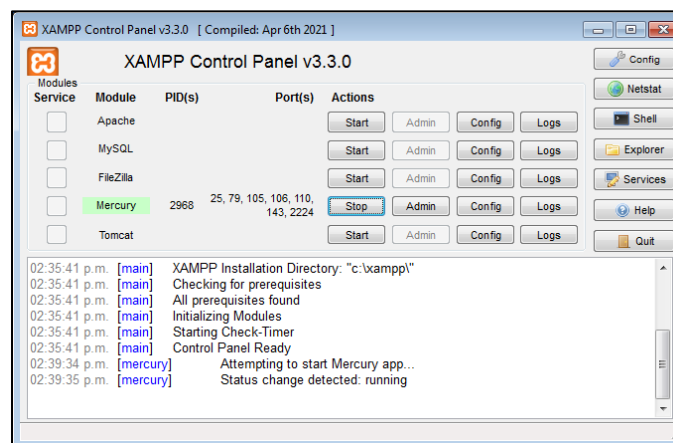 XAMPP Control Panel v3.3.0 [ Compiled: Apr 6th 2021 ]
XAMPP Control Panel v3.3.0
Config
Modules
Service Module PID(s) Port(s) Actions
Netstat
Apache Start Admin Config Logs
Shell
MySQL Start Admin Config Logs
Explorer
FileZilla Start Admin Config Logs
Services
Mercury 2968 25, 79, 105, 106, 110, Stop Admin Config Logs
143, 2224
Help
Tomcat Start Admin Config Logs
Quit
02:35:41 p.m. [main] XAMPP Installation Directory: "c:\xampp\"
02:35:41 p.m. [main] Checking for prerequisites
02:35:41 p.m. [main] All prerequisites found
02:35:41 p.m. [main] Initializing Modules
02:35:41 p.m. [main] Starting Check-Timer
02:35:41 p.m. [main] Control Panel Ready
02:39:34 p.m. [mercury] Attempting to start Mercury app...
02:39:35 p.m. [mercury] Status change detected: running